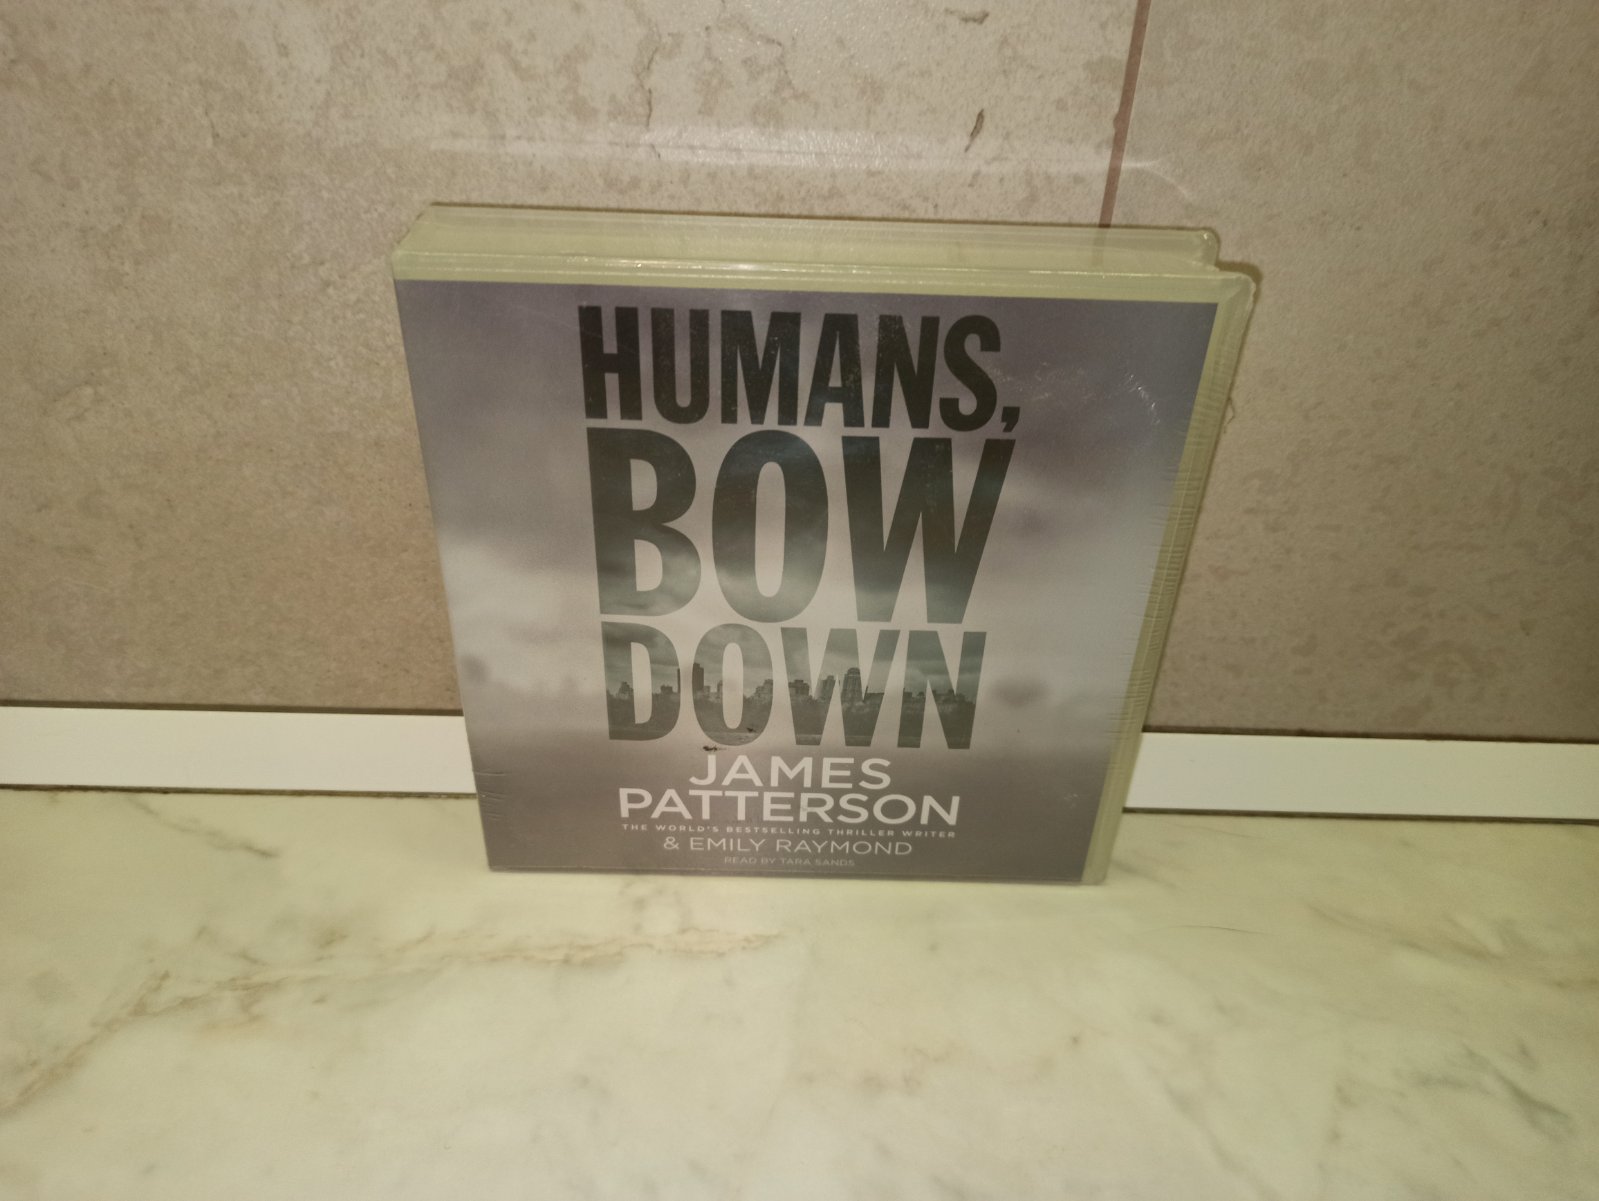 HUMANS,
BOW
DOWN
JAMES
PATTERSON
THE WORLD'S BESTSELLING THRILLER WRITER
& EMILY RAYMOND
READ BY TARA SANDS